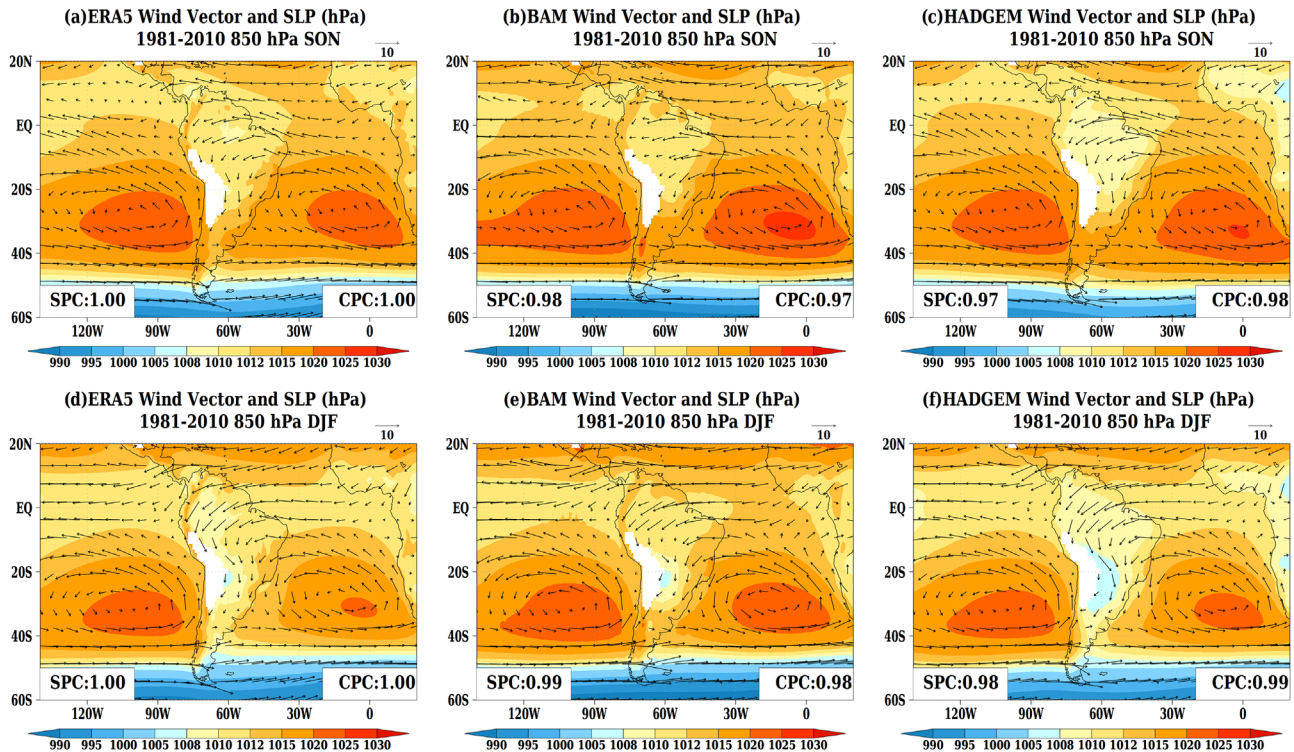 (a)ERA5 Wind Vector and SLP (hPa)
1981-2010 850 hPa SON
10
20N
EQ
20S
40S
60S
SPC:1.00
CPC:1.00
120W 90W 60W 30W 0
990 995 1000 1005 1008 1010 1012 1015 1020 1025 1030
(b)BAM Wind Vector and SLP (hPa)
1981-2010 850 hPa SON
10
20N
EQ
20S
40S
60S
SPC:0.98
CPC:0.97
120W 90W 60W 30W 0
990 995 1000 1005 1008 1010 1012 1015 1020 1025 1030
(c)HADGEM Wind Vector and SLP (hPa)
1981-2010 850 hPa SON
10
20N
EQ
20S
40S
60S
SPC:0.97
CPC:0.98
120W 90W 60W 30W 0
990 995 1000 1005 1008 1010 1012 1015 1020 1025 1030
(d)ERA5 Wind Vector and SLP (hPa)
1981-2010 850 hPa DJF
10
20N
EQ
20S
40S
60S
SPC:1.00
CPC:1.00
120W 90W 60W 30W 0
990 995 1000 1005 1008 1010 1012 1015 1020 1025 1030
(e)BAM Wind Vector and SLP (hPa)
1981-2010 850 hPa DJF
10
20N
EQ
20S
40S
60S
SPC:0.99
CPC:0.98
120W 90W 60W 30W 0
990 995 1000 1005 1008 1010 1012 1015 1020 1025 1030
(f)HADGEM Wind Vector and SLP (hPa)
1981-2010 850 hPa DJF
10
20N
EQ
20S
40S
60S
SPC:0.98
CPC:0.99
120W 90W 60W 30W 0
990 995 1000 1005 1008 1010 1012 1015 1020 1025 1030